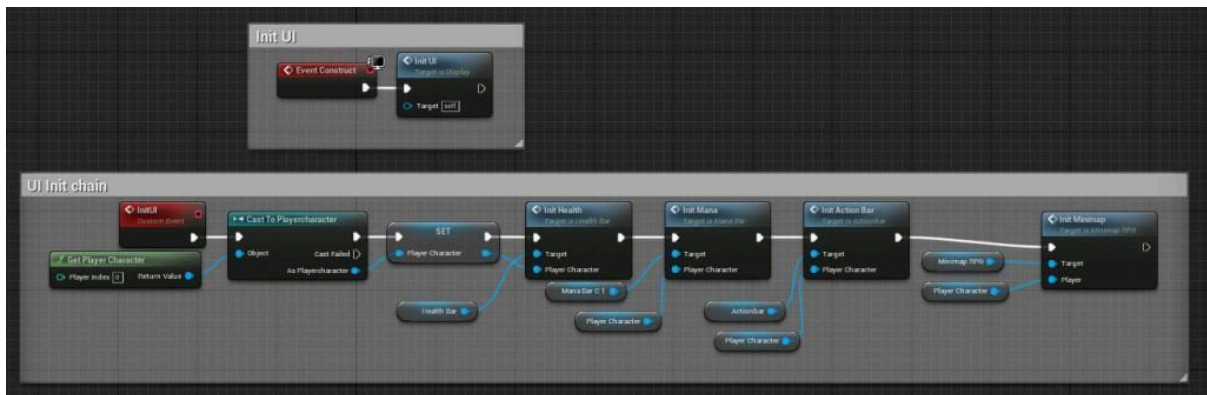 Init UI
Event Construct
Init UI
Target is Display
Target self
UI Init chain
InitUI
Custom Event
Get Player Character
Player Index 0 Return Value
Cast To Playercharacter
Object Cast Failed
As Playercharacter
SET
Player Character
Health Bar
Init Health
Target is Health Bar
Target
Player Character
Mana Bar C 1
Player Character
Init Mana
Target is Mana Bar
Target
Player Character
Actionbar
Player Character
Init Action Bar
Target is Actionbar
Target
Player Character
Minimap RPG
Player Character
Init Minimap
Target is Minimap RPG
Target
Player